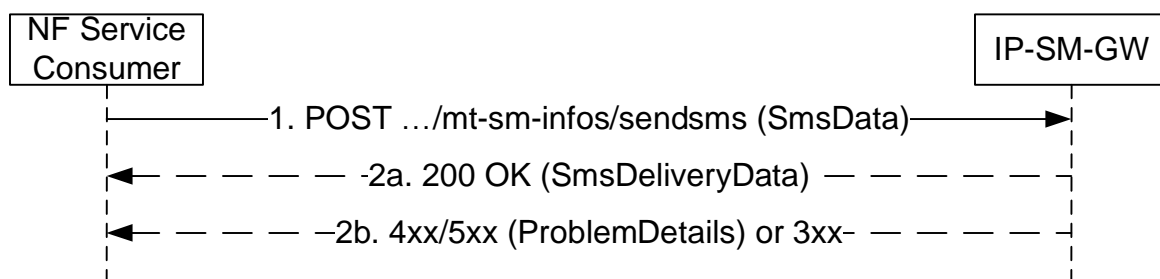 NF Service
Consumer
IP-SM-GW
1. POST …/mt-sm-infos/sendsms (SmsData)
2a. 200 OK (SmsDeliveryData)
2b. 4xx/5xx (ProblemDetails) or 3xx